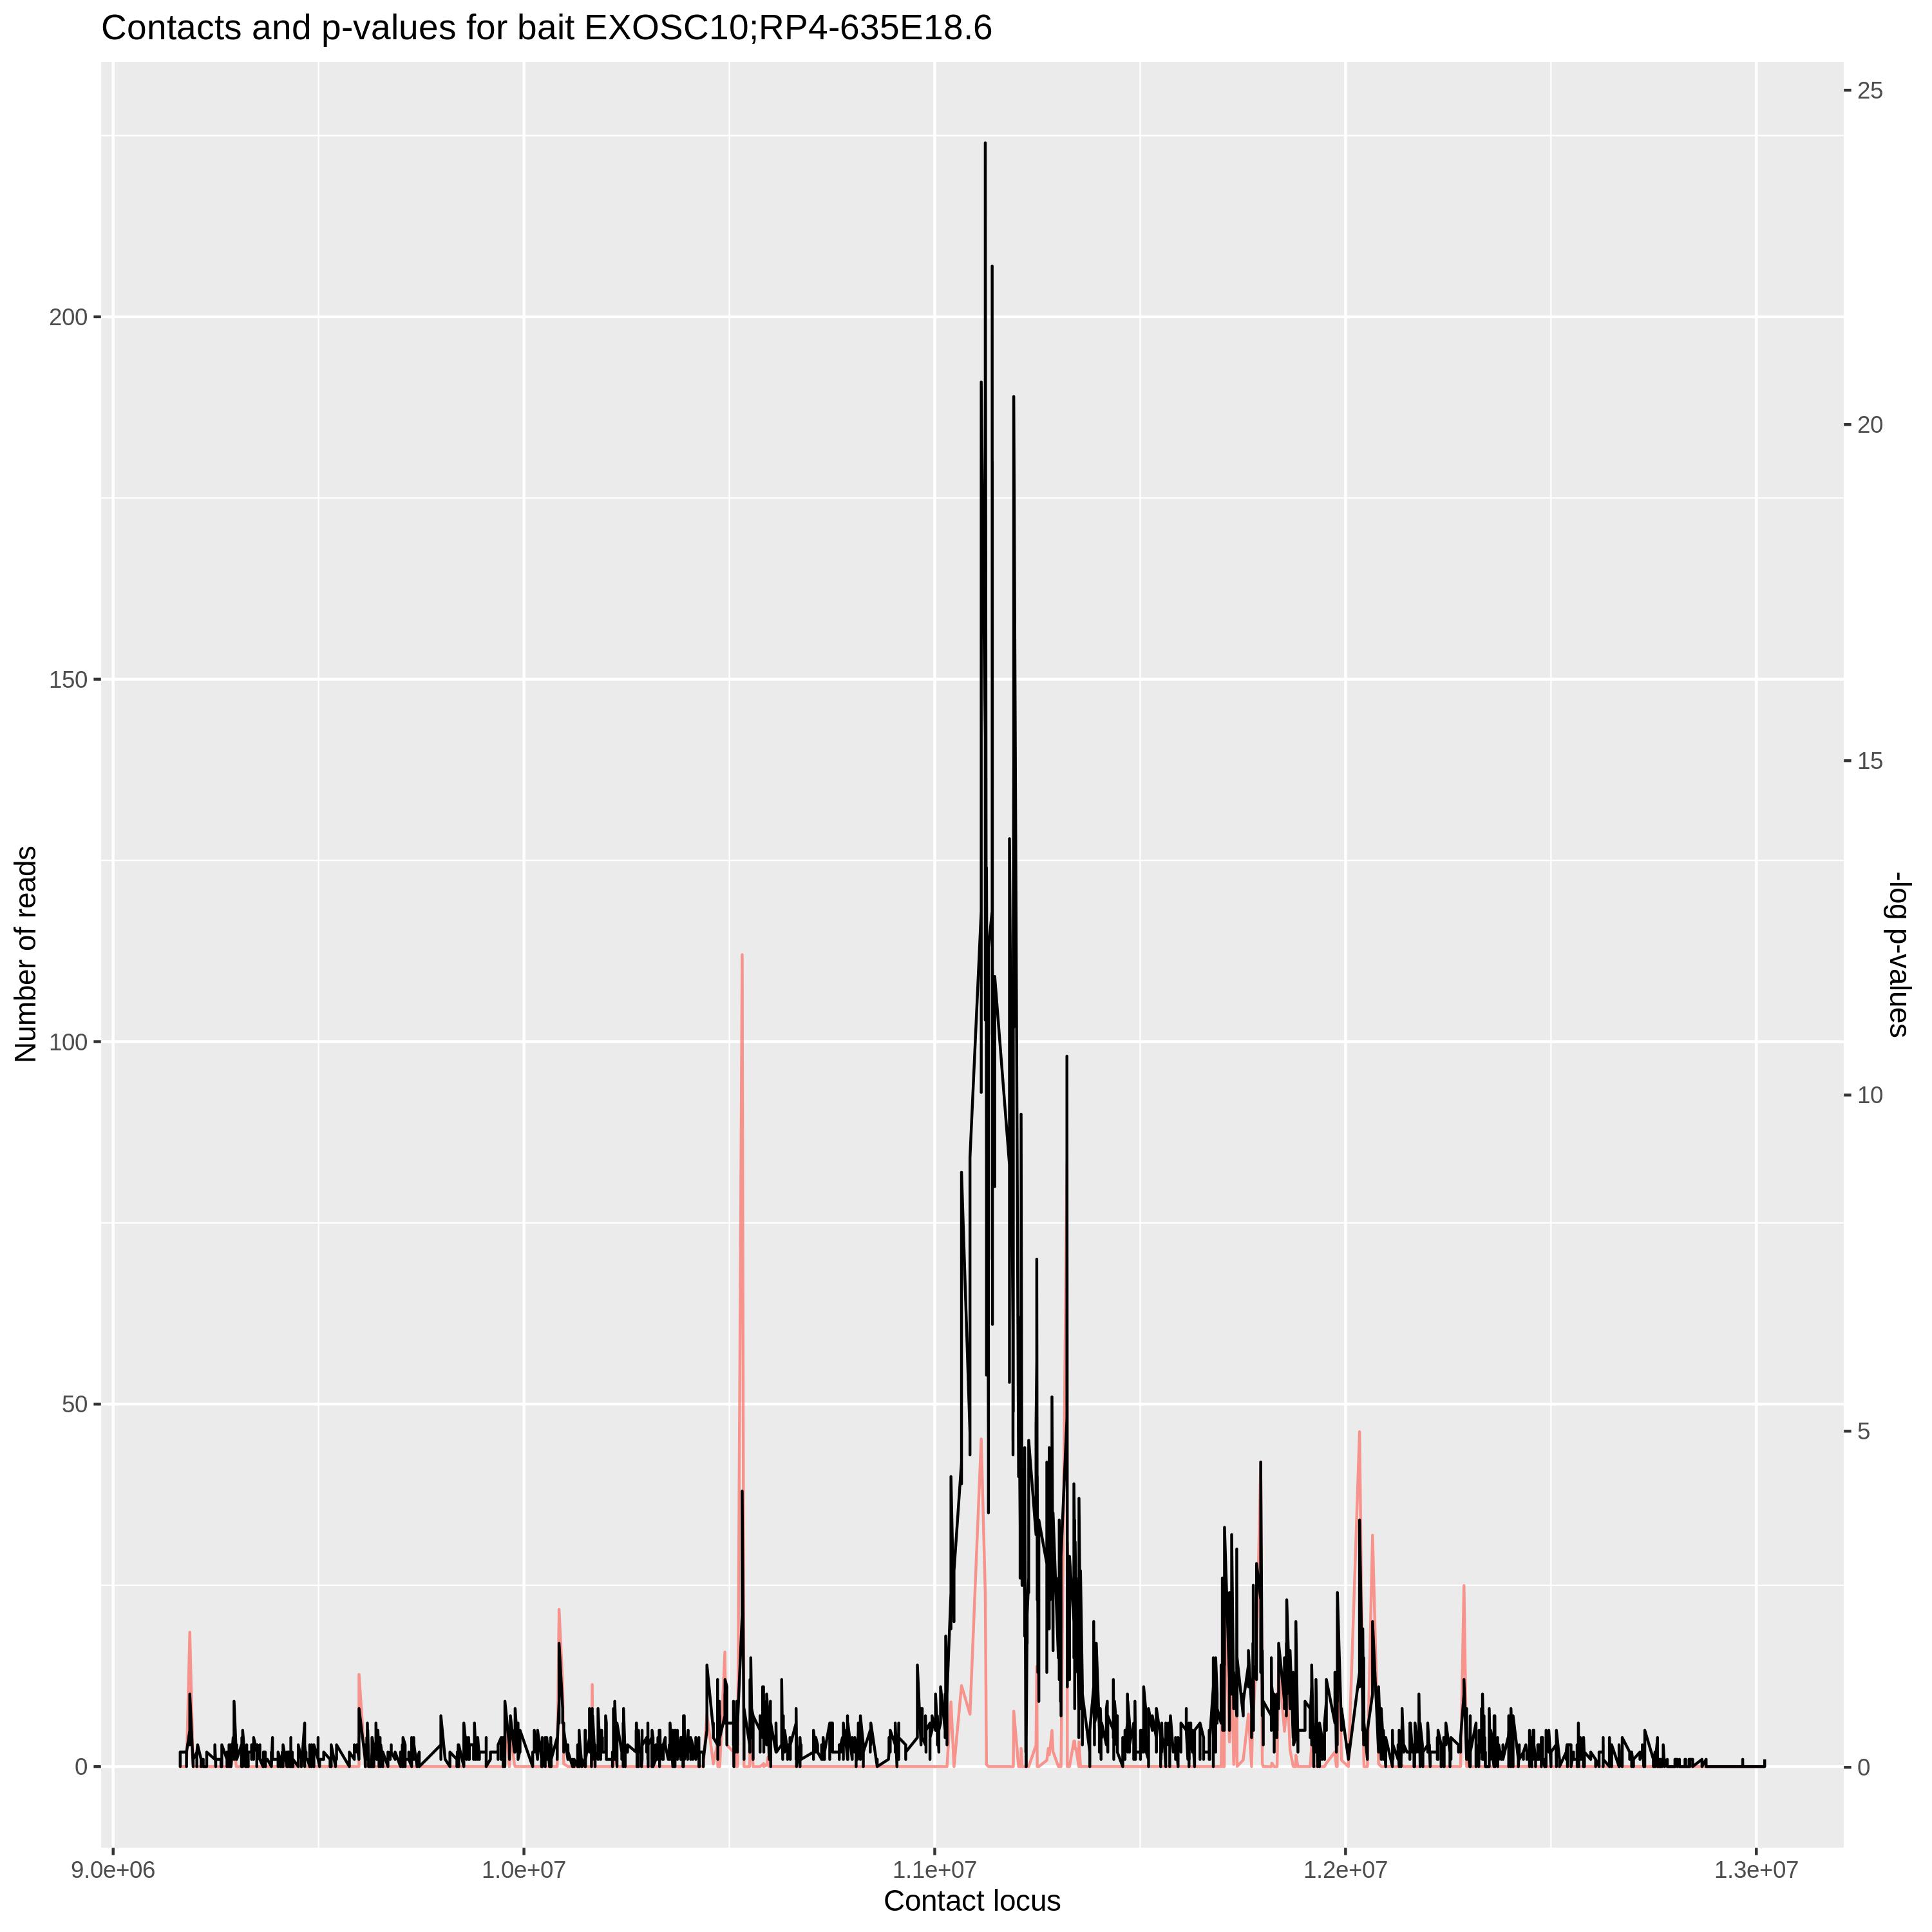 Contacts and p-values for bait EXOSC10;RP4-635E18.6
25
200
20
150
15
Number of reads
-log p-values
100
10
50
5
0
0
9.0e+06 1.0e+07 1.1e+07 1.2e+07 1.3e+07
Contact locus